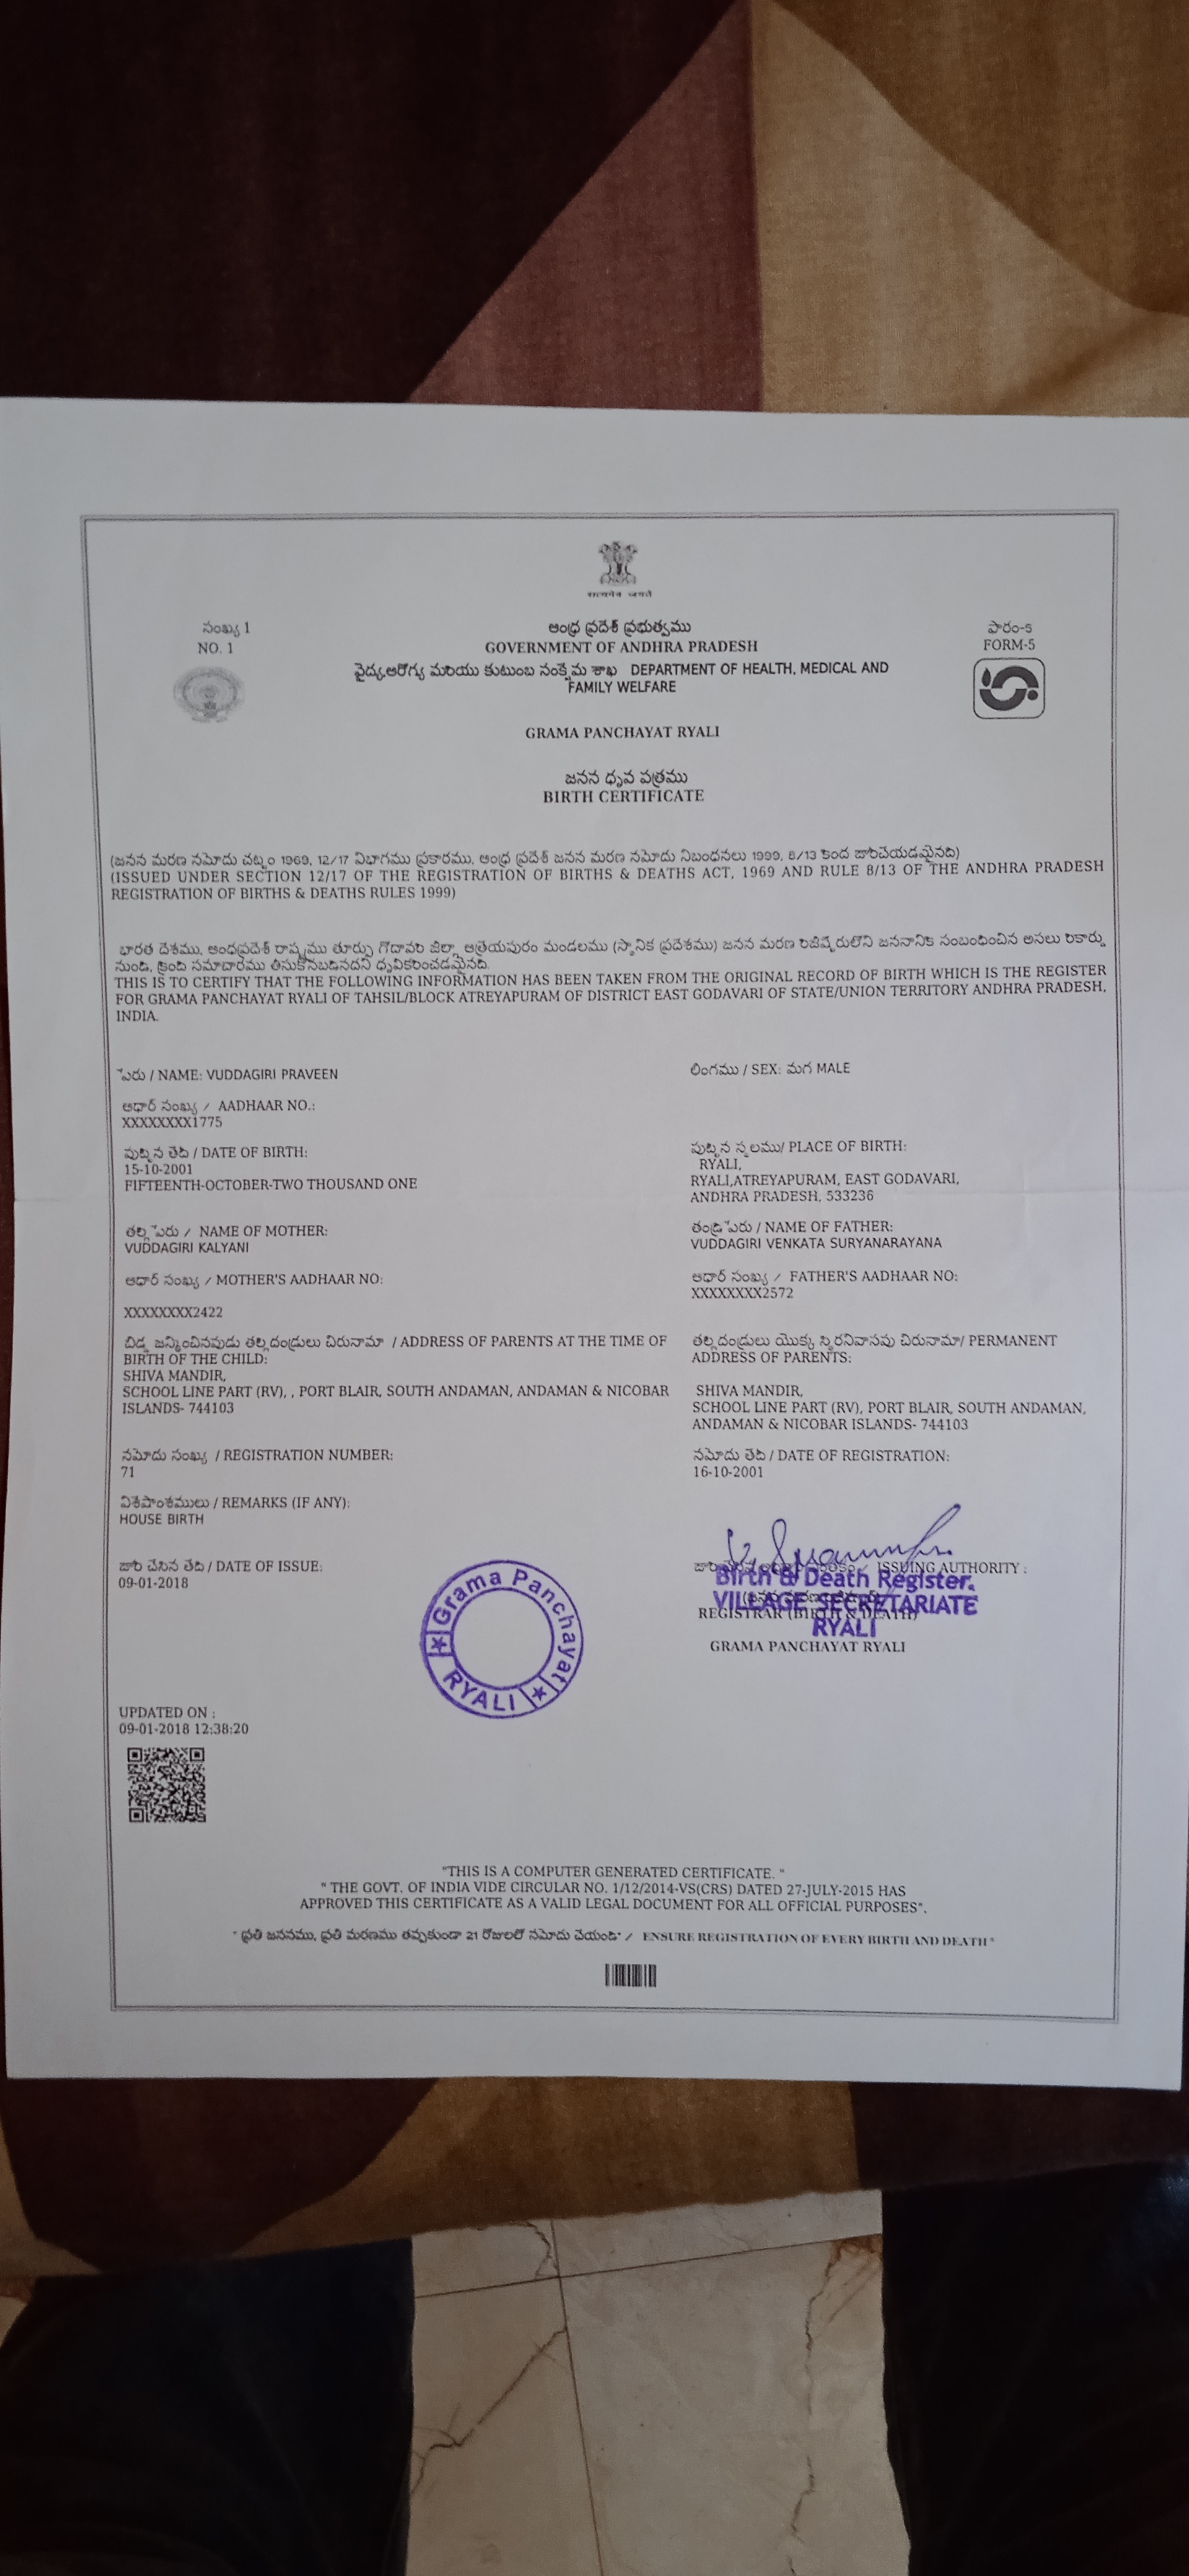 सत्यमेव जयते
సంఖ్య 1
NO. 1
ఆంధ్ర ప్రదేశ్ ప్రభుత్వము
GOVERNMENT OF ANDHRA PRADESH
వైద్య,ఆరోగ్య మరియు కుటుంబ సంక్షేమ శాఖ DEPARTMENT OF HEALTH, MEDICAL AND
FAMILY WELFARE
ఫారం-5
FORM-5
GRAMA PANCHAYAT RYALI
జనన ధృవ పత్రము
BIRTH CERTIFICATE
(జనన మరణ నమోదు చట్టం 1969, 12/17 విభాగము ప్రకారము, ఆంధ్ర ప్రదేశ్ జనన మరణ నమోదు నిబంధనలు 1999, 8/13 కింద జారీచేయడమైనది)
(ISSUED UNDER SECTION 12/17 OF THE REGISTRATION OF BIRTHS & DEATHS ACT, 1969 AND RULE 8/13 OF THE ANDHRA PRADESH
REGISTRATION OF BIRTHS & DEATHS RULES 1999)
భారత దేశము, ఆంధ్రప్రదేశ్ రాష్ట్రము తూర్పు గోదావరి జిల్లా ఆత్రేయపురం మండలము (స్థానిక ప్రదేశము) జనన మరణ రిజిష్టరులోని జననానికి సంబంధించిన అసలు రికార్డు
నుండి, క్రింది సమాచారము తీసుకోనబడినదని ధృవీకరించడమైనది.
THIS IS TO CERTIFY THAT THE FOLLOWING INFORMATION HAS BEEN TAKEN FROM THE ORIGINAL RECORD OF BIRTH WHICH IS THE REGISTER
FOR GRAMA PANCHAYAT RYALI OF TAHSIL/BLOCK ATREYAPURAM OF DISTRICT EAST GODAVARI OF STATE/UNION TERRITORY ANDHRA PRADESH,
INDIA.
పేరు / NAME: VUDDAGIRI PRAVEEN
లింగము / SEX: మగ MALE
ఆధార్ సంఖ్య / AADHAAR NO.:
XXXXXXXX1775
పుట్టిన తేది / DATE OF BIRTH:
15-10-2001
FIFTEENTH-OCTOBER-TWO THOUSAND ONE
పుట్టిన స్థలము/ PLACE OF BIRTH:
RYALI,
RYALI,ATREYAPURAM, EAST GODAVARI,
ANDHRA PRADESH, 533236
తల్లి పేరు / NAME OF MOTHER:
VUDDAGIRI KALYANI
తండ్రి పేరు / NAME OF FATHER:
VUDDAGIRI VENKATA SURYANARAYANA
ఆధార్ సంఖ్య / MOTHER'S AADHAAR NO:
XXXXXXXX2422
ఆధార్ సంఖ్య / FATHER'S AADHAAR NO:
XXXXXXXX2572
బిడ్డ జన్మించినపుడు తల్లిదండ్రులు చిరునామా / ADDRESS OF PARENTS AT THE TIME OF
BIRTH OF THE CHILD:
SHIVA MANDIR,
SCHOOL LINE PART (RV), , PORT BLAIR, SOUTH ANDAMAN, ANDAMAN & NICOBAR
ISLANDS- 744103
తల్లిదండ్రులు యొక్క స్థిరనివాసపు చిరునామా/ PERMANENT
ADDRESS OF PARENTS:
SHIVA MANDIR,
SCHOOL LINE PART (RV), PORT BLAIR, SOUTH ANDAMAN,
ANDAMAN & NICOBAR ISLANDS- 744103
నమోదు సంఖ్య / REGISTRATION NUMBER:
71
నమోదు తేది / DATE OF REGISTRATION:
16-10-2001
విశేషాంశములు / REMARKS (IF ANY):
HOUSE BIRTH
జారీ చేసిన తేది / DATE OF ISSUE:
09-01-2018
Grama Panchayat
RYALI
ISSUING AUTHORITY :
Birth & Death Register.
VILLAGE SECRETARIATE
REGISTRAR (BIRTH & DEATH)
RYALI
GRAMA PANCHAYAT RYALI
UPDATED ON :
09-01-2018 12:38:20
"THIS IS A COMPUTER GENERATED CERTIFICATE. "
" THE GOVT. OF INDIA VIDE CIRCULAR NO. 1/12/2014-VS(CRS) DATED 27-JULY-2015 HAS
APPROVED THIS CERTIFICATE AS A VALID LEGAL DOCUMENT FOR ALL OFFICIAL PURPOSES".
" ప్రతి జననము, ప్రతి మరణము తప్పకుండా 21 రోజులలో నమోదు చేయండి" / ENSURE REGISTRATION OF EVERY BIRTH AND DEATH "